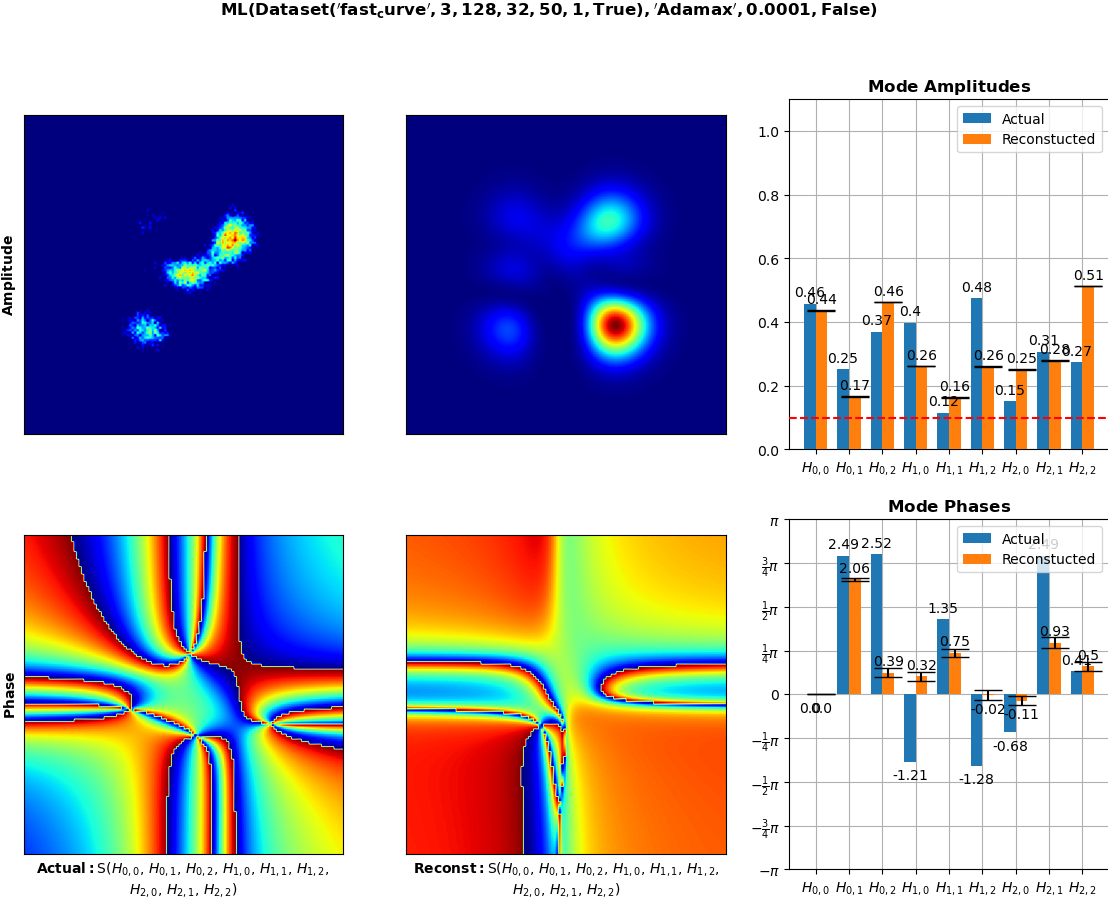 ML(Dataset('fast_curve', 3, 128, 32, 50, 1, True), 'Adamax', 0.0001, False)
Amplitude
Mode Amplitudes
Actual
Reconstucted
1.0
0.8
0.6
0.4
0.2
0.0
0.46 0.44
0.25 0.17
0.37 0.46
0.4 0.26
0.12 0.16
0.48 0.26
0.15 0.25
0.31 0.28
0.27 0.51
H0,0 H0,1 H0,2 H1,0 H1,1 H1,2 H2,0 H2,1 H2,2
Phase
Actual: S(H0,0, H0,1, H0,2, H1,0, H1,1, H1,2,
H2,0, H2,1, H2,2)
Reconst: S(H0,0, H0,1, H0,2, H1,0, H1,1, H1,2,
H2,0, H2,1, H2,2)
Mode Phases
Actual
Reconstucted
π
3/4π
1/2π
1/4π
0
−1/4π
−1/2π
−3/4π
−π
0.0 0.0
2.49 2.06
2.52 0.39
-1.21 0.32
1.35 0.75
-1.28 -0.02
-0.68 -0.11
2.49 0.93
0.41 0.5
H0,0 H0,1 H0,2 H1,0 H1,1 H1,2 H2,0 H2,1 H2,2